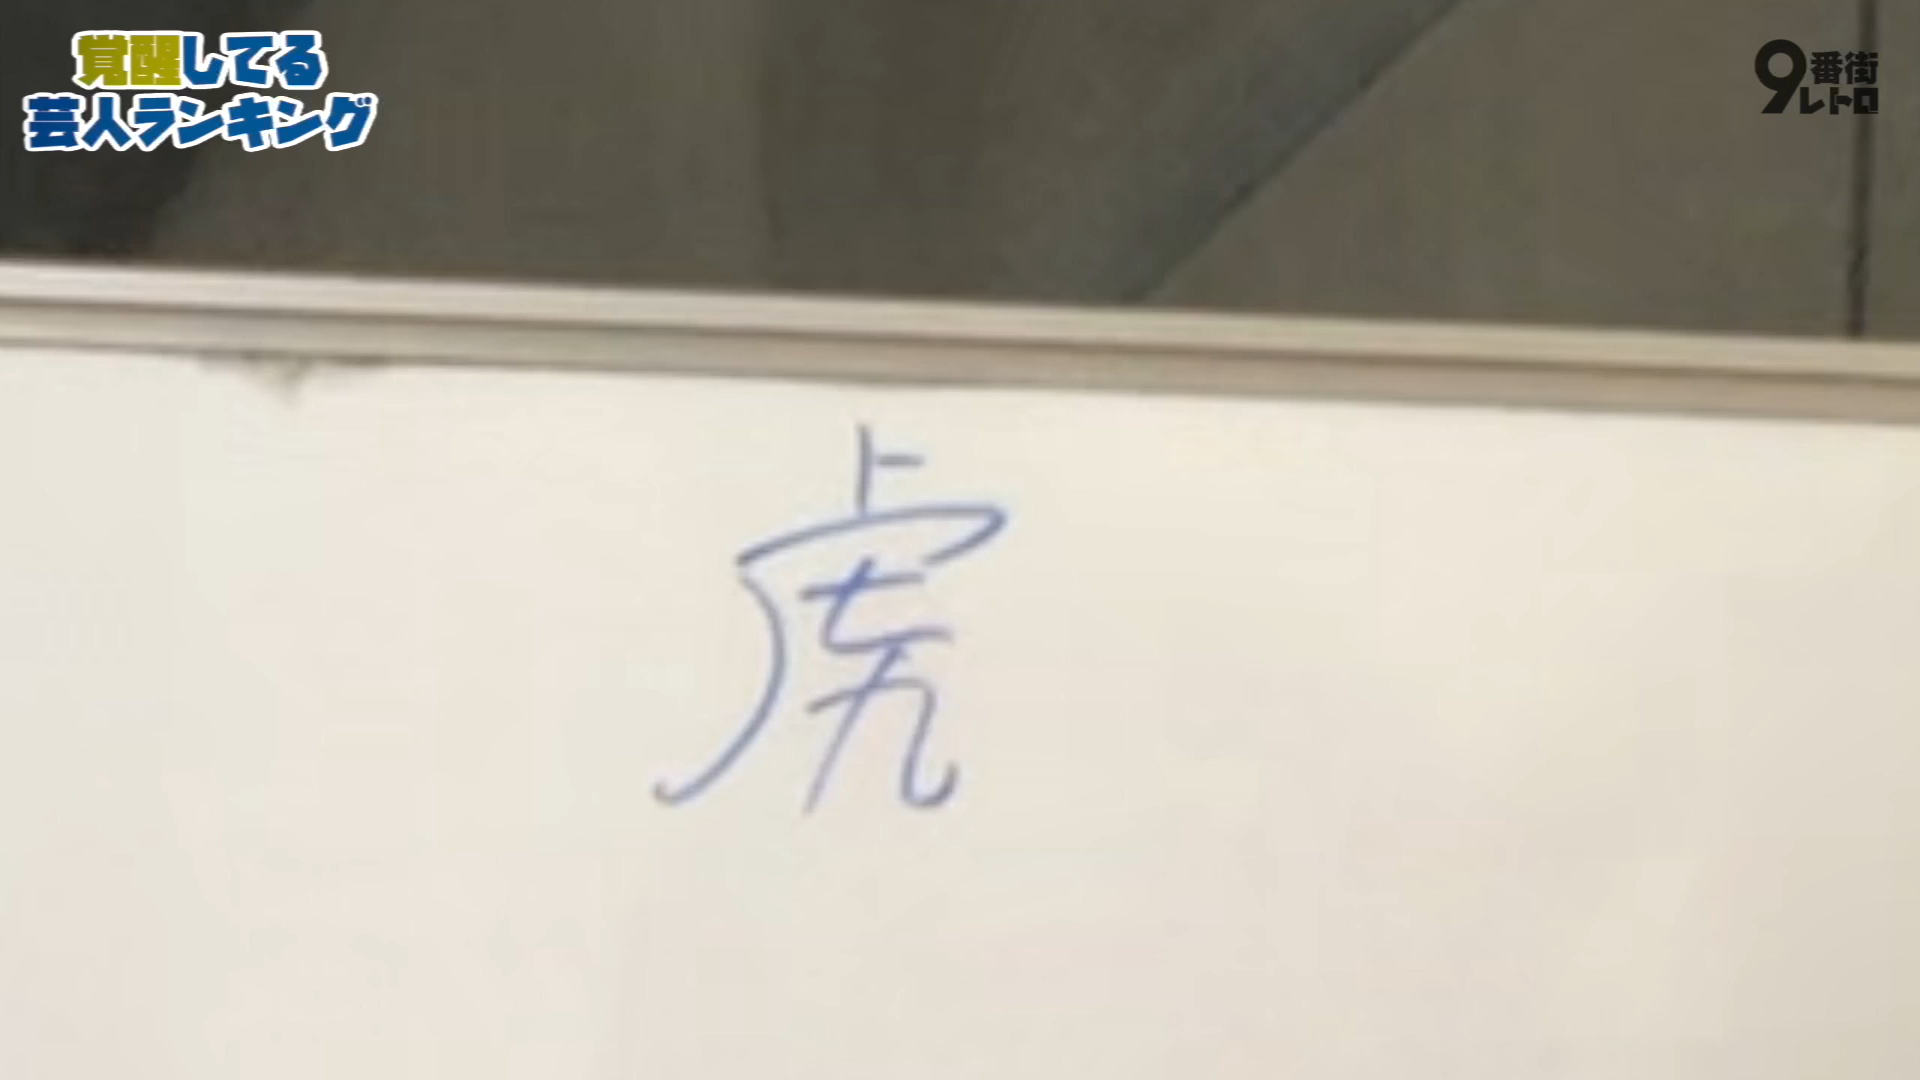 覚醒してる
芸人ランキング
9番街
レトロ
虎